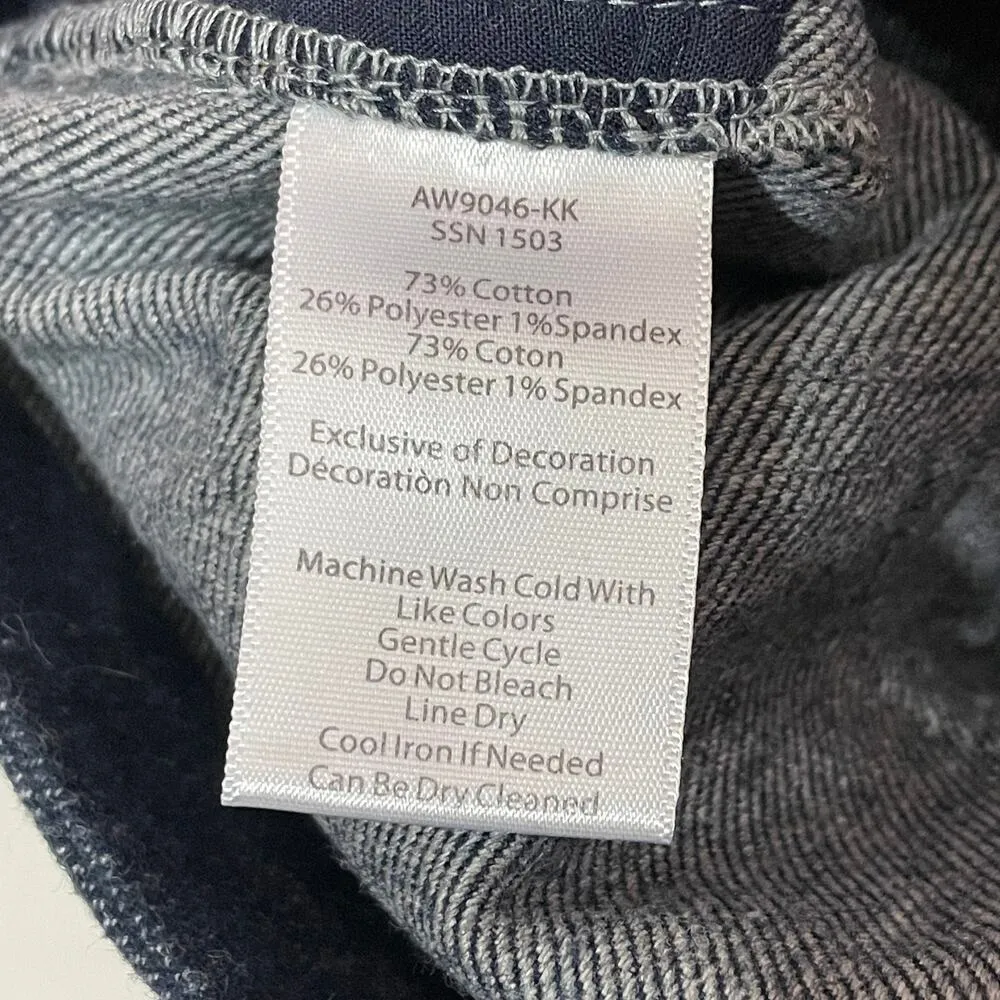 AW9046-KK
SSN 1503
73% Cotton
26% Polyester 1%Spandex
73% Coton
26% Polyester 1% Spandex
Exclusive of Decoration
Décoratiòn Non Comprise
Machine Wash Cold With
Like Colors
Gentle Cycle
Do Not Bleach
Line Dry
Cool Iron If Needed
Can Be Dry Cleaned